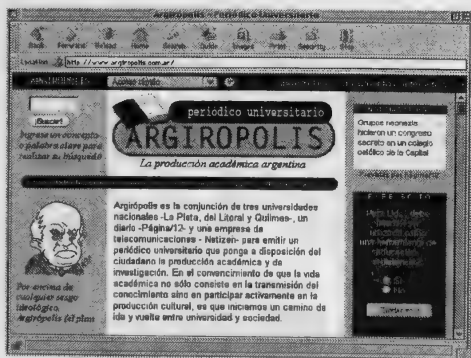 Argirópolis - Periódico Universitario
Back Forward Reload Home Search Guide Images Print Security Stop
Location: http://www.argiropolis.com.ar/
ARGIROPOLIS
Acceso rápido
¡Buscar!
Ingrese un concepto
o palabra clave para
realizar su búsqueda
periódico universitario
ARGIROPOLIS
La producción académica argentina
Argirópolis es la conjunción de tres universidades
nacionales -La Plata, del Litoral y Quilmes-, un
diario -Página/12- y una empresa de
telecomunicaciones - Netizen- para emitir un
periódico universitario que ponga a disposición del
ciudadano la producción académica y de
investigación. En el convencimiento de que la vida
académica no sólo consiste en la transmisión del
conocimiento sino en participar activamente en la
producción cultural, es que iniciamos un camino de
ida y vuelta entre universidad y sociedad.
Por encima de
cualquier sesgo
ideológico,
Argirópolis (el
Grupos neonazis
hicieron un congreso
secreto en un colegio
católico de la Capital
Sí
No